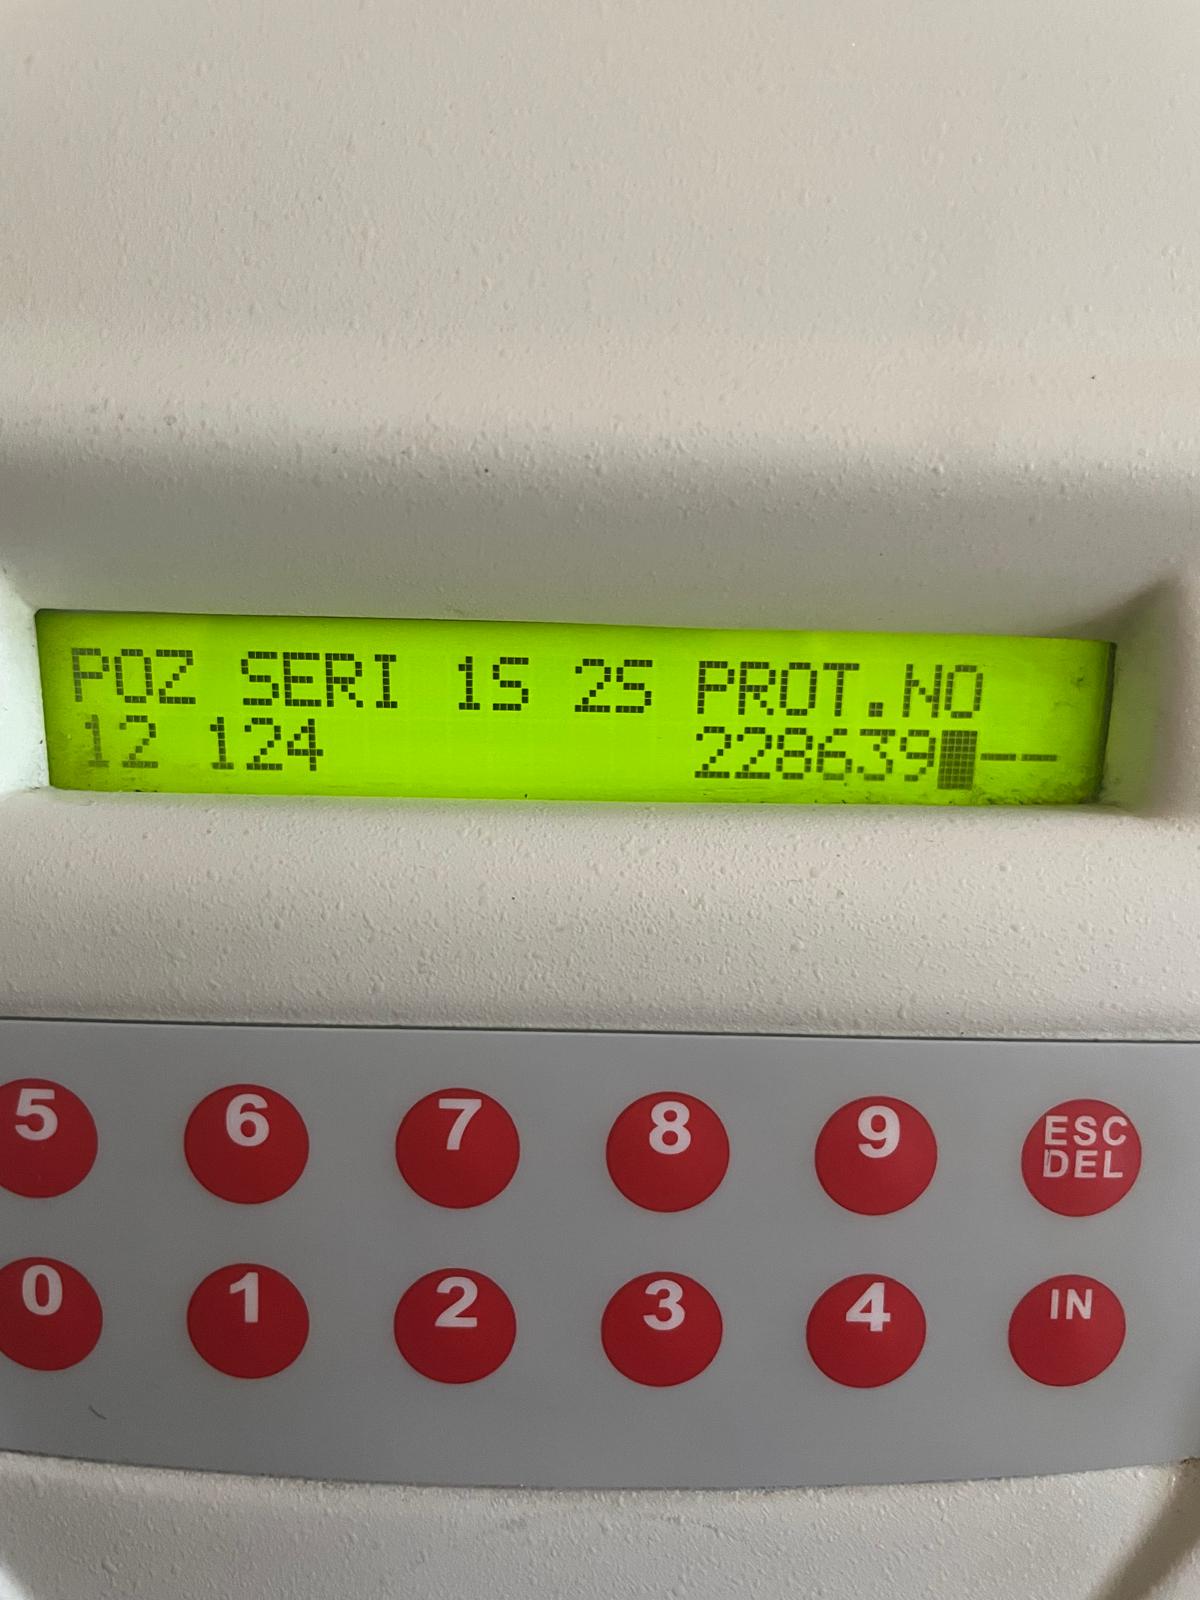 POZ SERI 1S 2S PROT.NO
12 124 228639█--
5 6 7 8 9 ESC DEL
0 1 2 3 4 IN